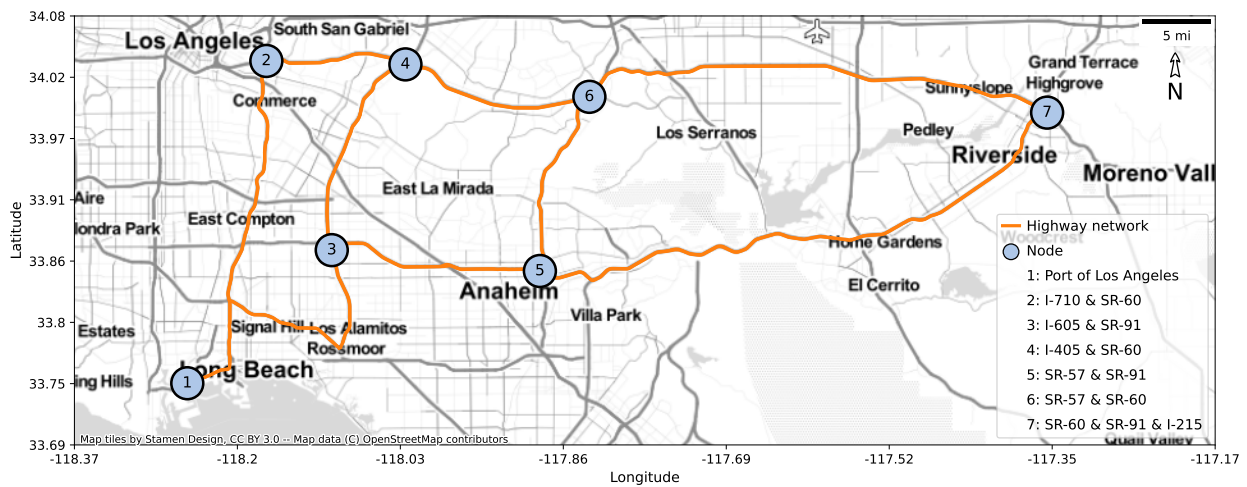 34.08
34.02
33.97
33.91
33.86
33.8
33.75
33.69
Latitude
South San Gabriel
Los Angeles
2
4
Commerce
6
5 mi
N
Grand Terrace
Sunnyslope
Highgrove
7
Los Serranos
Pedley
Riverside
Moreno Vall
Aire
East La Mirada
East Compton
londra Park
3
5
Anaheim
Home Gardens
El Cerrito
Villa Park
Estates
Signal Hill
Los Alamitos
Rossmoor
ing Hills
1
Long Beach
Highway network
Woodcrest
Node
1: Port of Los Angeles
2: I-710 & SR-60
3: I-605 & SR-91
4: I-405 & SR-60
5: SR-57 & SR-91
6: SR-57 & SR-60
7: SR-60 & SR-91 & I-215
Quail Valley
Map tiles by Stamen Design, CC BY 3.0 -- Map data (C) OpenStreetMap contributors
-118.37
-118.2
-118.03
-117.86
-117.69
-117.52
-117.35
-117.17
Longitude